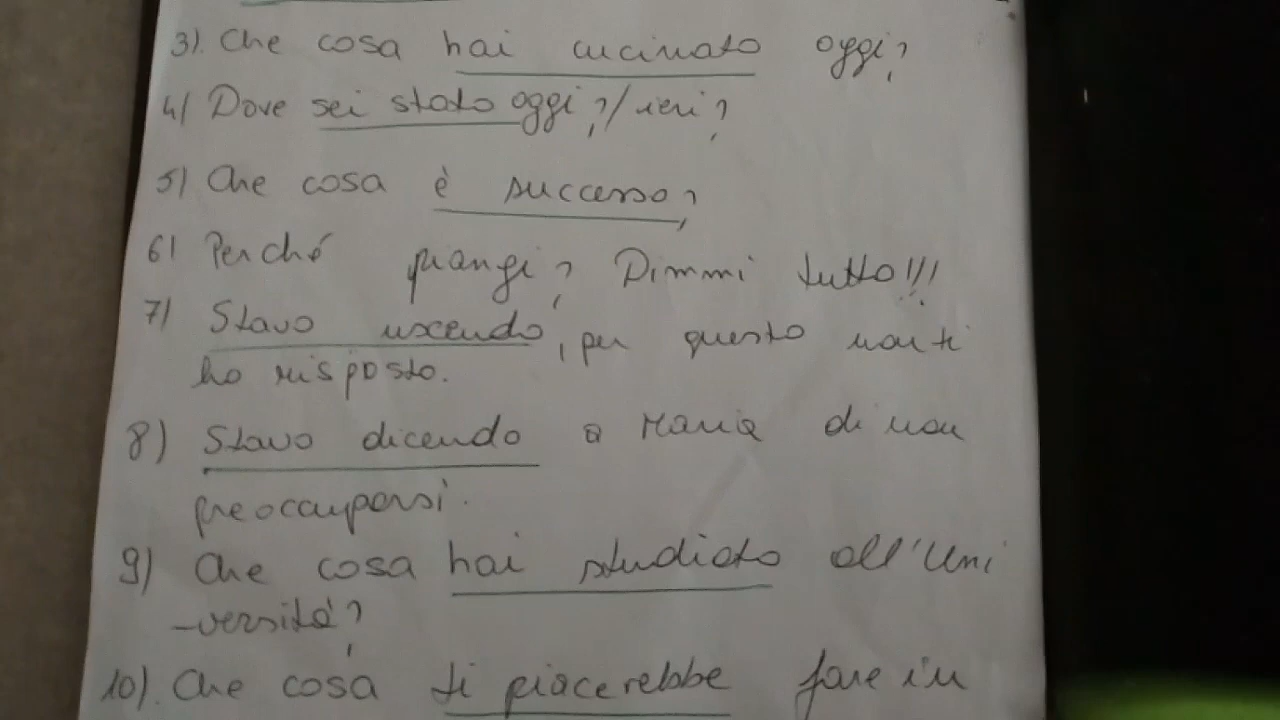 3). Che cosa hai cucinato oggi?
4) Dove sei stato oggi?/ieri?
5) Che cosa è successo?
6) Perché piangi? Dimmi tutto!!!
7) Stavo uscendo, per questo non ti
ho risposto.
8) Stavo dicendo a Maria di non
preoccuparsi.
9) Che cosa hai studiato all'Uni
-versità?
10). Che cosa ti piacerebbe fare in